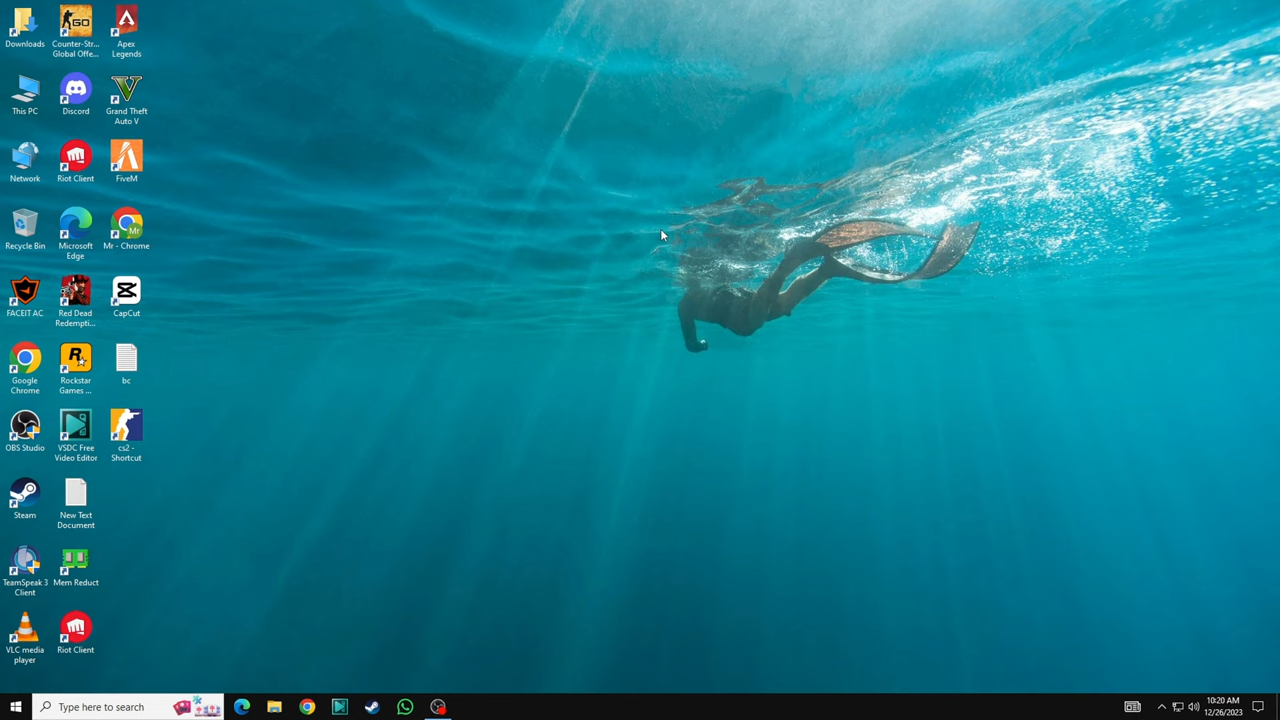 Downloads
Counter-Str...
Global Offe...
GO
Apex
Legends
This PC
Discord
Grand Theft
Auto V
Network
Riot Client
FiveM
Recycle Bin
Microsoft
Edge
Mr
Mr - Chrome
FACEIT AC
Red Dead
Redempti...
CapCut
Google
Chrome
R
Rockstar
Games ...
bc
OBS Studio
VSDC Free
Video Editor
cs2 -
Shortcut
Steam
New Text
Document
TeamSpeak 3
Client
Mem Reduct
VLC media
player
Riot Client
Type here to search
10:20 AM
12/26/2023